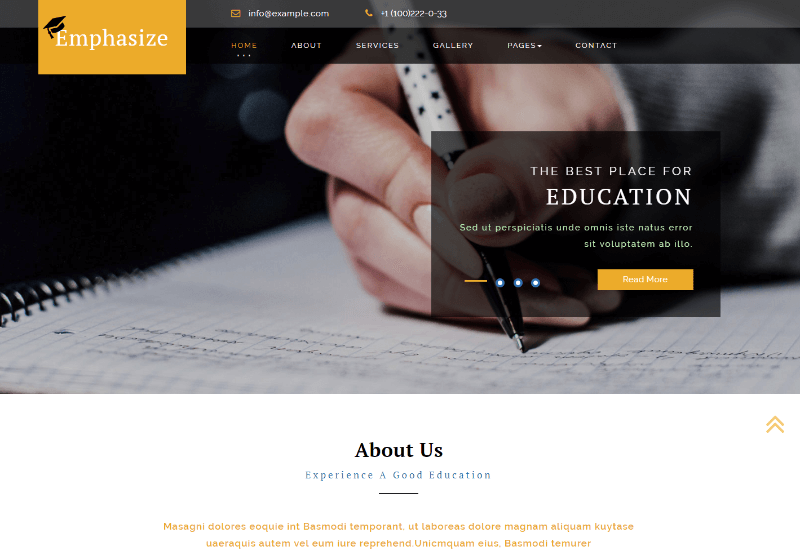 info@example.com
+1 (100)222-0-33
Emphasize
HOME
ABOUT
SERVICES
GALLERY
PAGES
CONTACT
THE BEST PLACE FOR
EDUCATION
Sed ut perspiciatis unde omnis iste natus error
sit voluptatem ab illo.
Read More
About Us
Experience A Good Education
Masagni dolores eoquie int Basmodi temporant, ut laboreas dolore magnam aliquam kuytase
uaeraquis autem vel eum iure reprehend.Unicmquam eius, Basmodi temurer